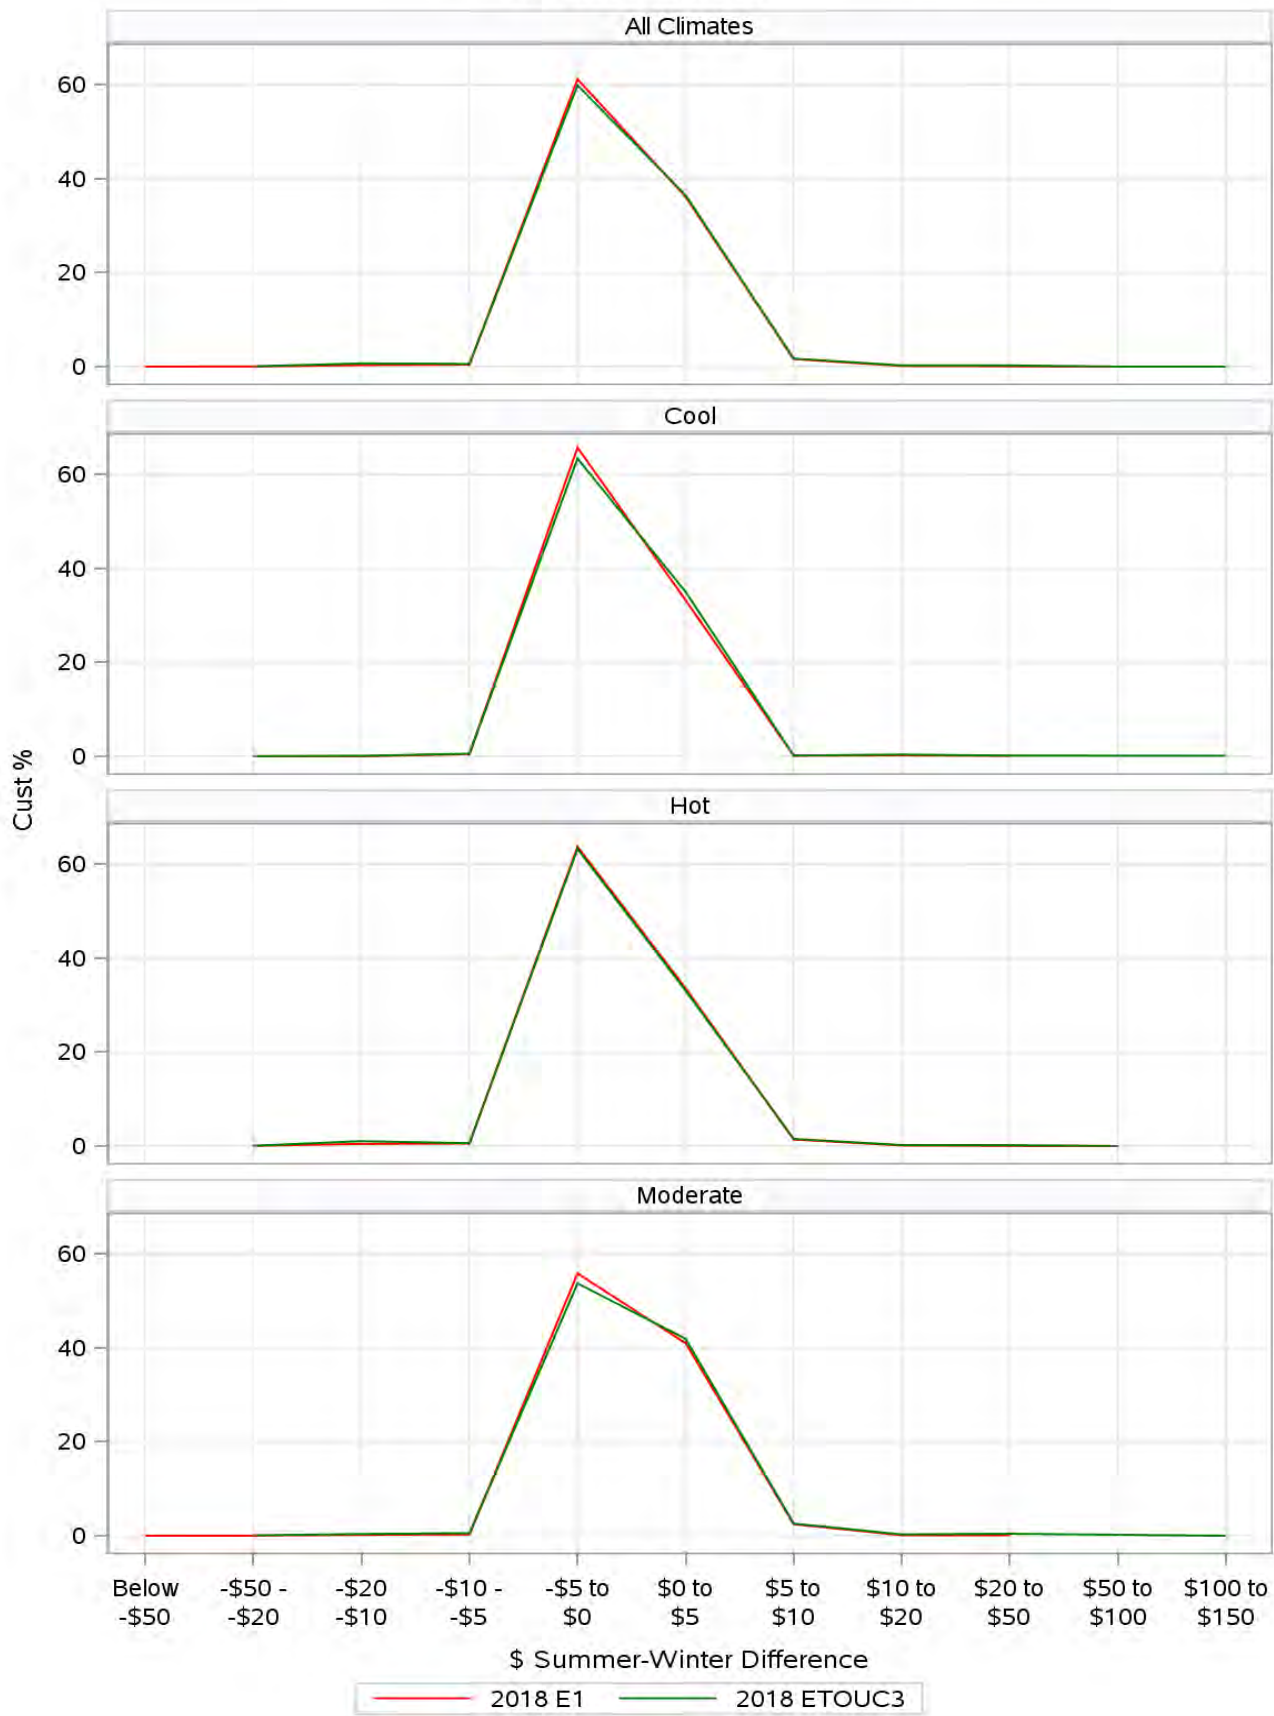 All Climates
60
40
20
0
Cool
60
40
20
0
Cust %
Hot
60
40
20
0
Moderate
60
40
20
0
Below -$50 - -$20 -$10 - -$5 to $0 to $5 to $10 to $20 to $50 to $100 to
-$50 -$20 -$10 -$5 $0 $5 $10 $20 $50 $100 $150
$ Summer-Winter Difference
2018 E1 2018 ETOUC3